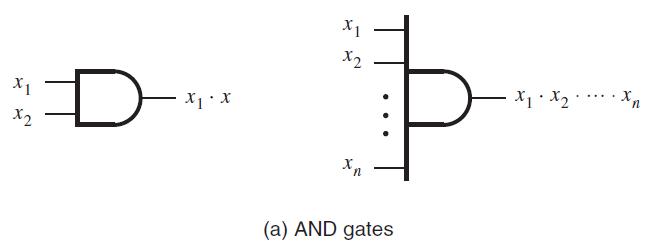 x₁
x₂
x₁ · x
x₁
x₂
xₙ
x₁ · x₂ · ⋯ · xₙ
(a) AND gates